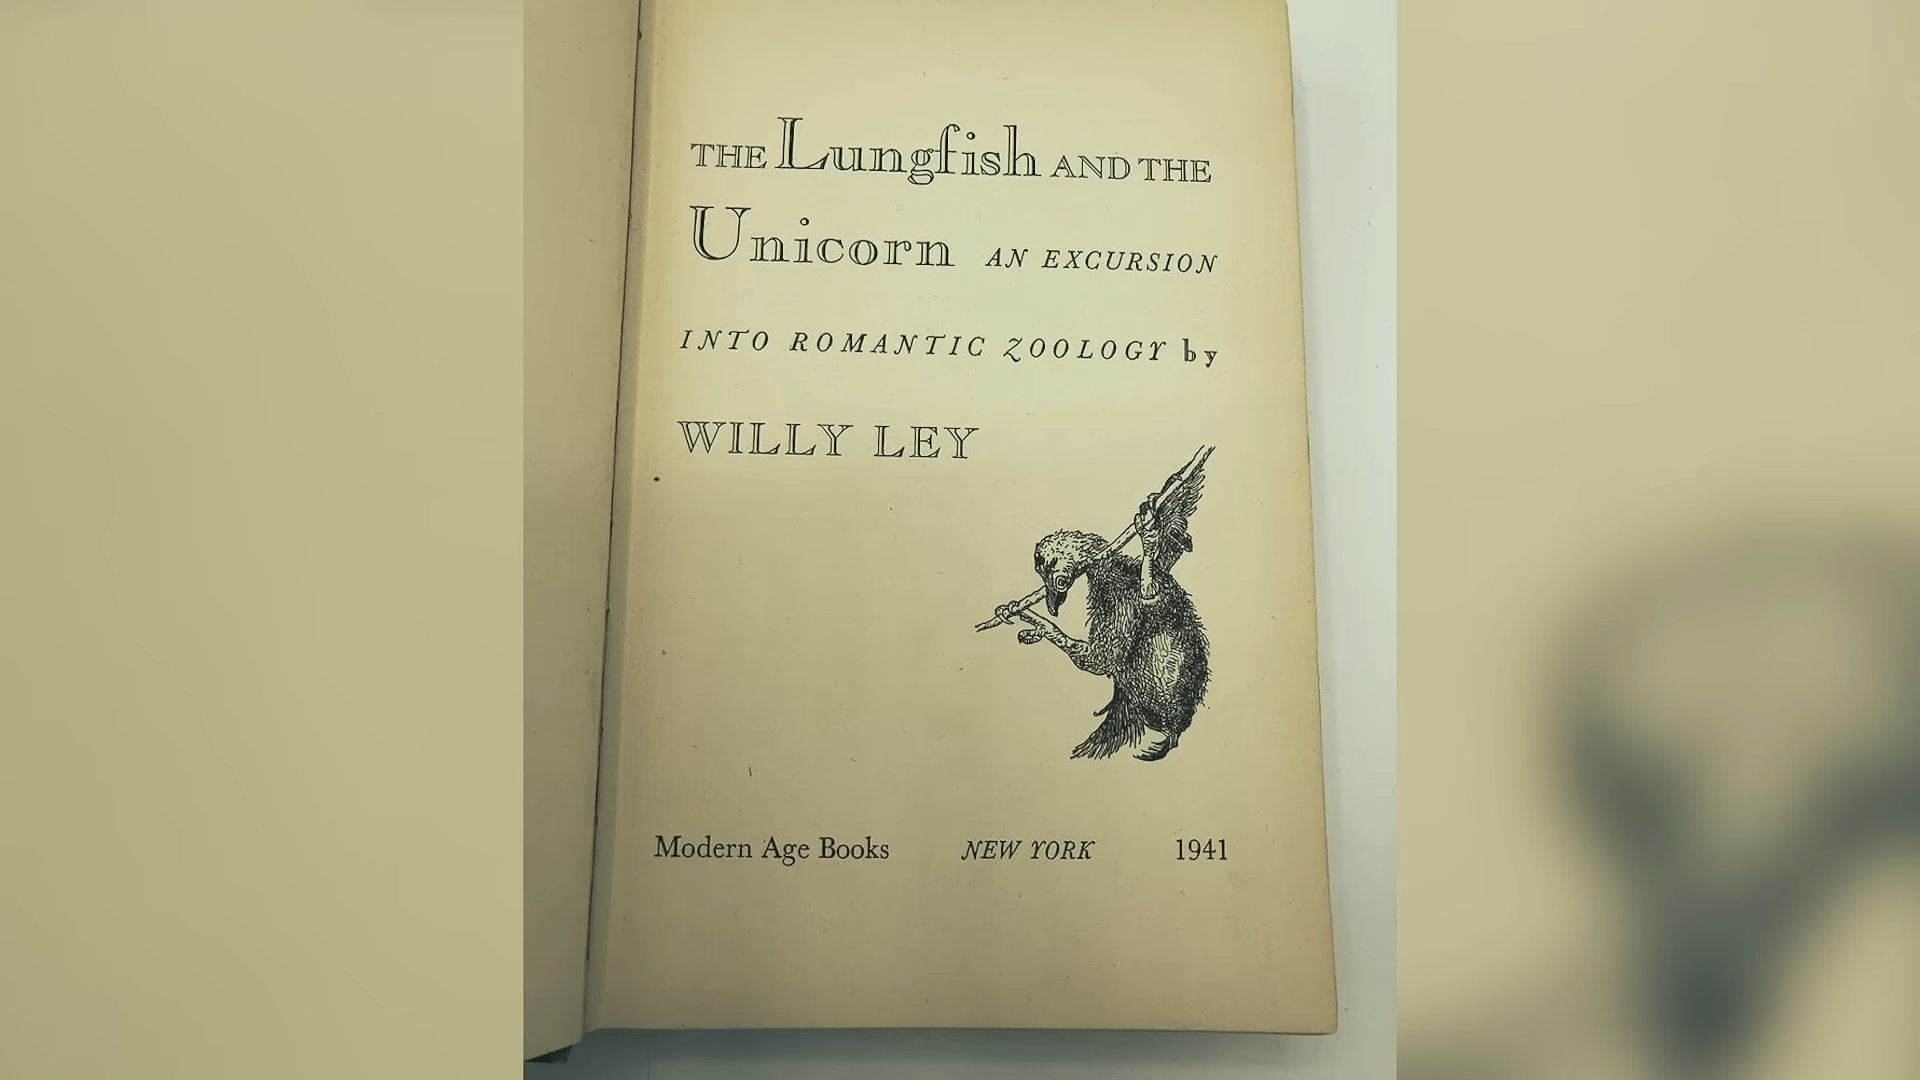 THE Lungfish AND THE
Unicorn AN EXCURSION
INTO ROMANTIC ZOOLOGY by
WILLY LEY
Modern Age Books NEW YORK 1941